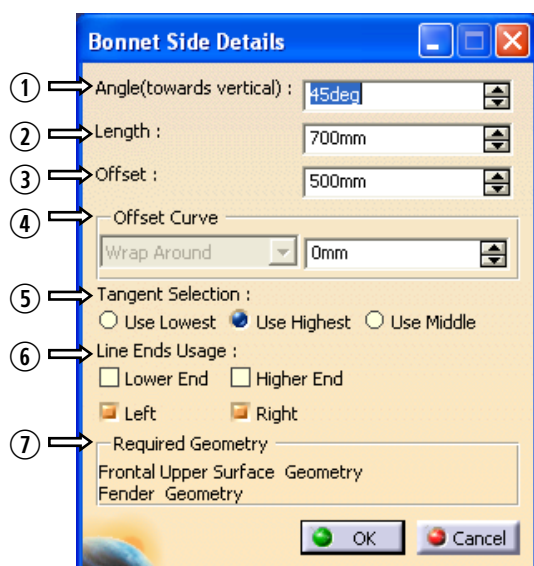 Bonnet Side Details
① Angle(towards vertical) : 45deg
② Length : 700mm
③ Offset : 500mm
④ Offset Curve
Wrap Around 0mm
⑤ Tangent Selection :
Use Lowest Use Highest Use Middle
⑥ Line Ends Usage :
Lower End Higher End
Left Right
⑦ Required Geometry
Frontal Upper Surface Geometry
Fender Geometry
OK Cancel